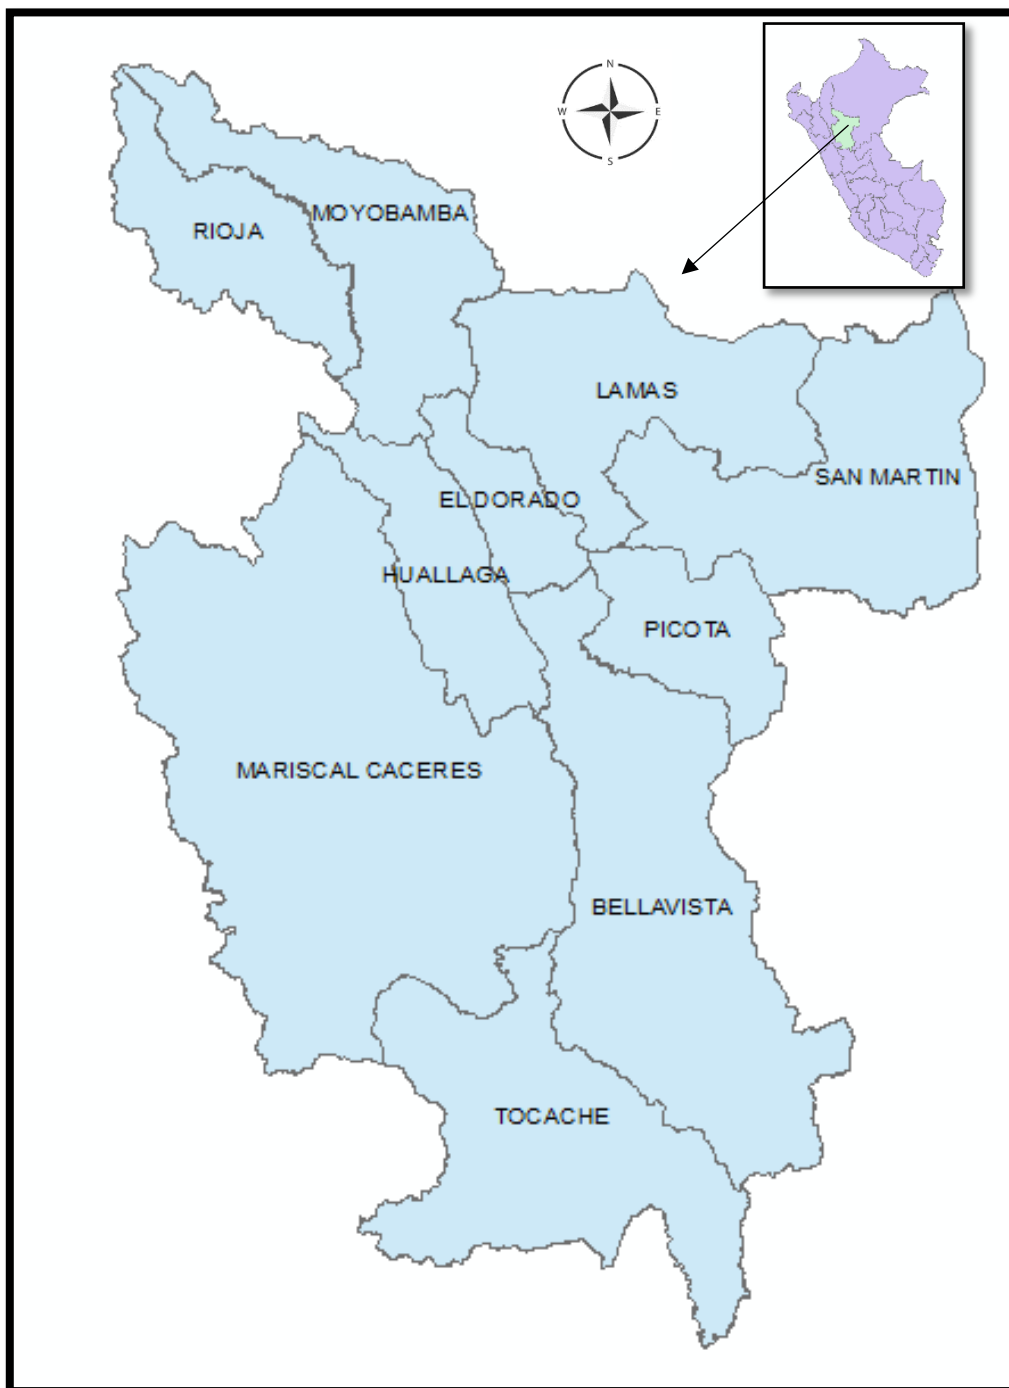 N
W
E
S
MOYOBAMBA
RIOJA
LAMAS
SAN MARTIN
EL DORADO
HUALLAGA
PICOTA
MARISCAL CACERES
BELLAVISTA
TOCACHE